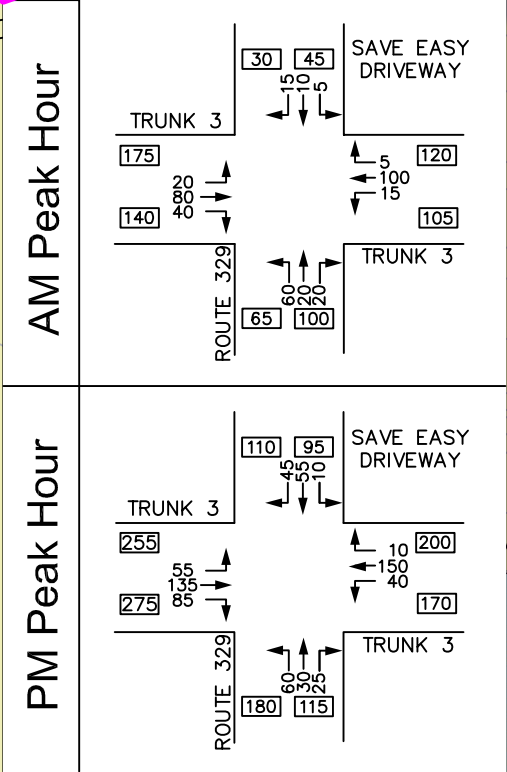 AM Peak Hour
30 45
SAVE EASY
DRIVEWAY
15 10 5
TRUNK 3
175
5
120
20
100
80
15
40
140
105
TRUNK 3
ROUTE 329
60 20 20
65 100
PM Peak Hour
110 95
SAVE EASY
DRIVEWAY
45 55 10
TRUNK 3
255
10
200
55
150
135
40
85
275
170
TRUNK 3
ROUTE 329
60 30 25
180 115